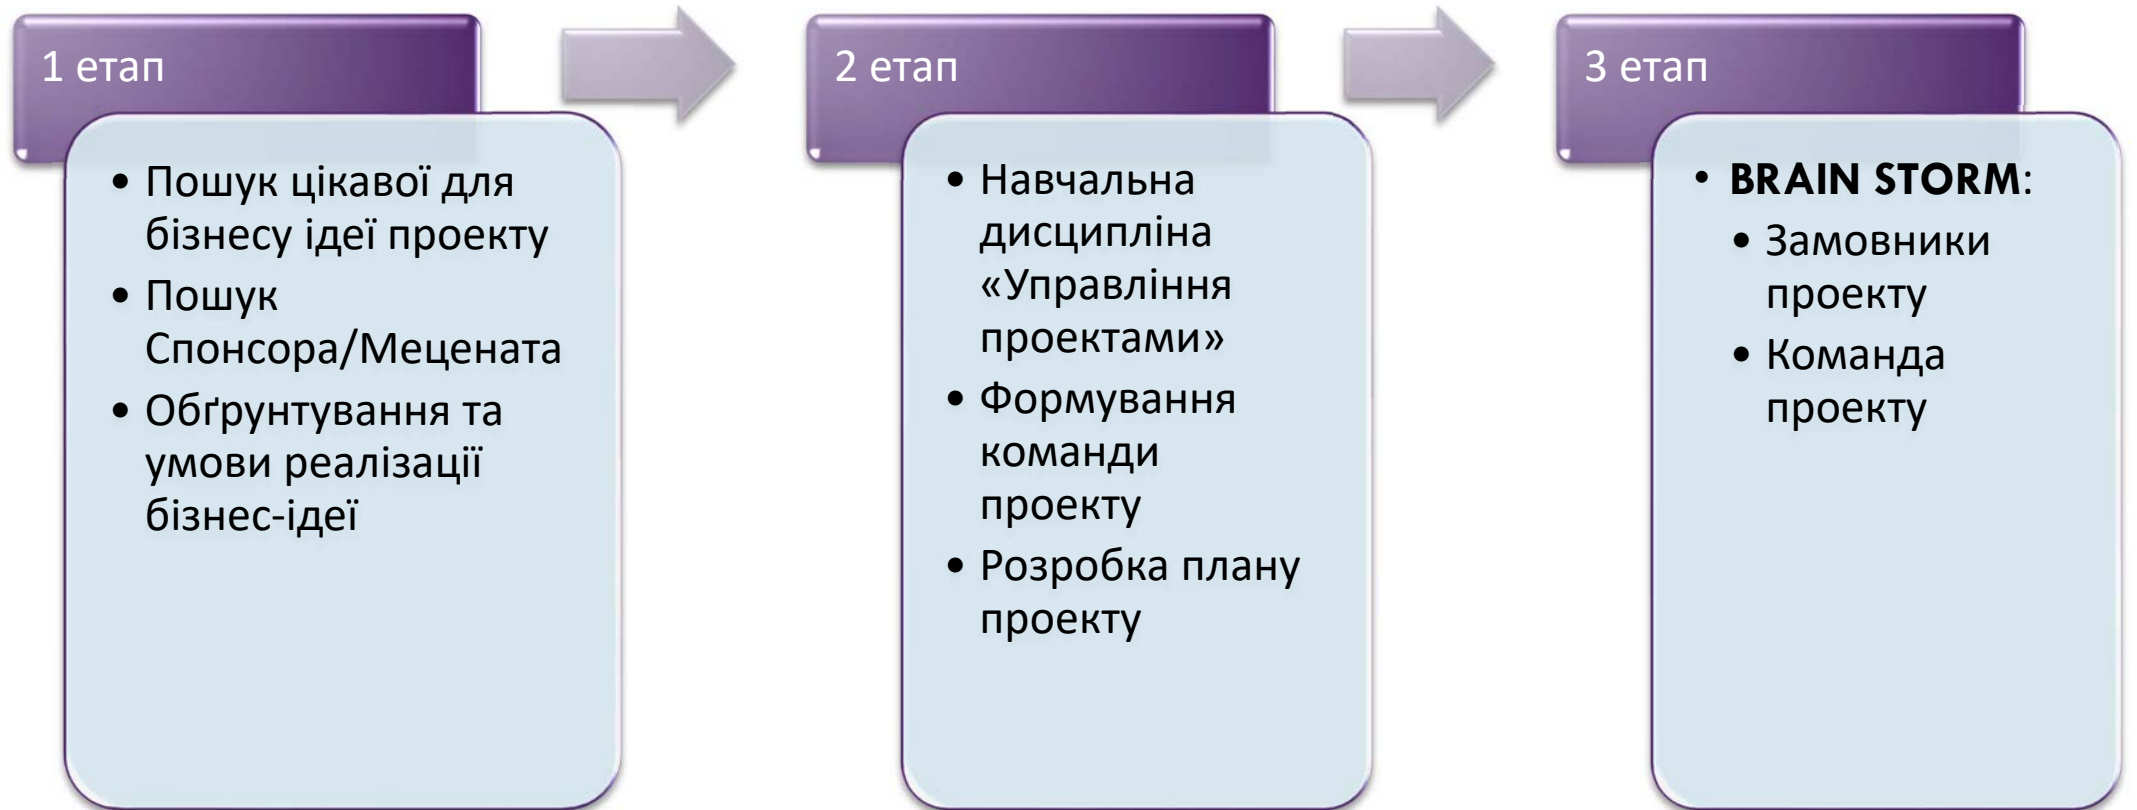 1 етап
• Пошук цікавої для
бізнесу ідеї проекту
• Пошук
Спонсора/Мецената
• Обґрунтування та
умови реалізації
бізнес-ідеї
2 етап
• Навчальна
дисципліна
«Управління
проектами»
• Формування
команди
проекту
• Розробка плану
проекту
3 етап
• BRAIN STORM:
• Замовники
проекту
• Команда
проекту